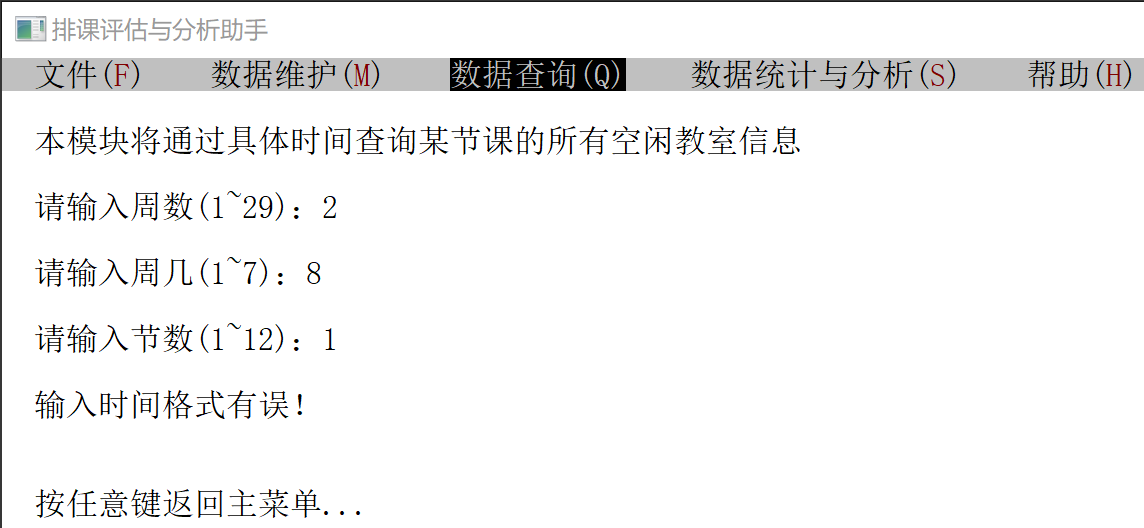 排课评估与分析助手
文件(F) 数据维护(M) 数据查询(Q) 数据统计与分析(S) 帮助(H)
本模块将通过具体时间查询某节课的所有空闲教室信息
请输入周数(1~29)：2
请输入周几(1~7)：8
请输入节数(1~12)：1
输入时间格式有误！
按任意键返回主菜单...